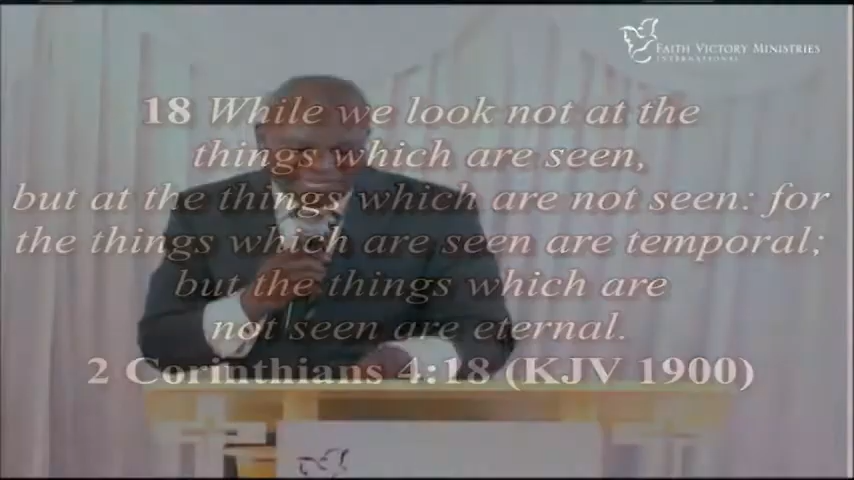 FAITH VICTORY MINISTRIES
INTERNATIONAL
18 While we look not at the
things which are seen,
but at the things which are not seen: for
the things which are seen are temporal;
but the things which are
not seen are eternal.
2 Corinthians 4:18 (KJV 1900)